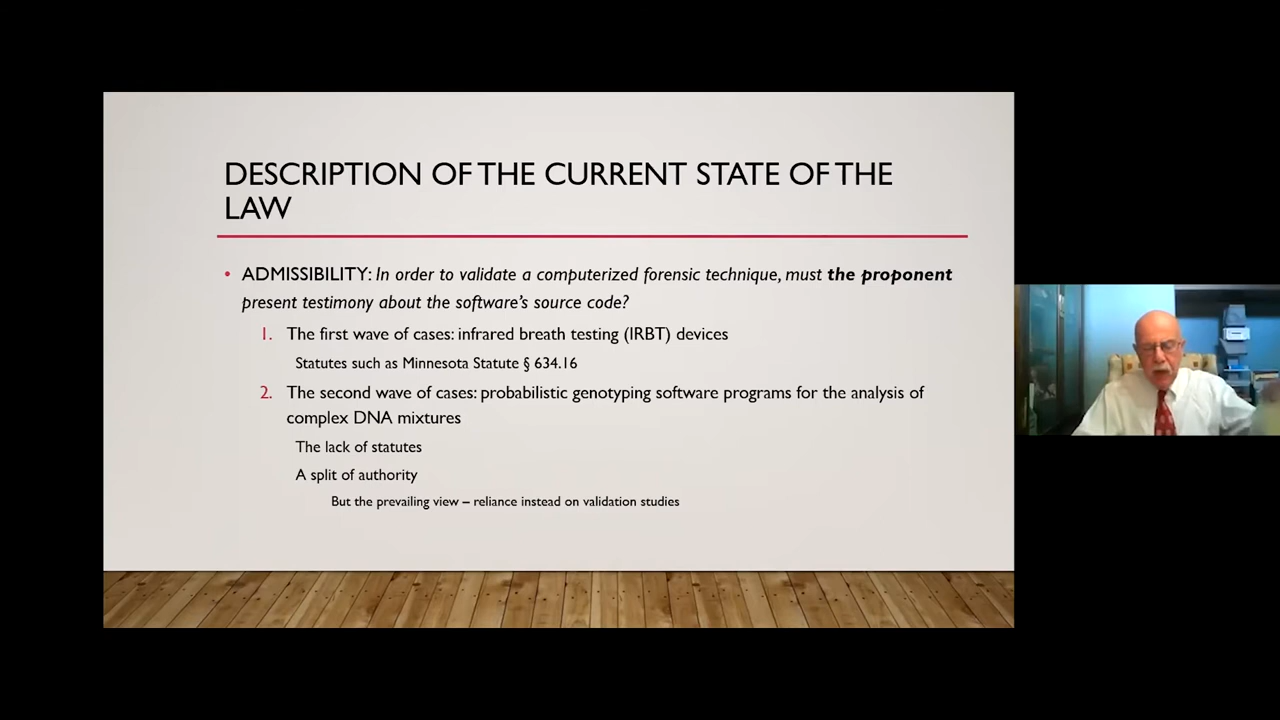 DESCRIPTION OF THE CURRENT STATE OF THE
LAW
• ADMISSIBILITY: In order to validate a computerized forensic technique, must the proponent
present testimony about the software's source code?
1. The first wave of cases: infrared breath testing (IRBT) devices
Statutes such as Minnesota Statute § 634.16
2. The second wave of cases: probabilistic genotyping software programs for the analysis of
complex DNA mixtures
The lack of statutes
A split of authority
But the prevailing view – reliance instead on validation studies